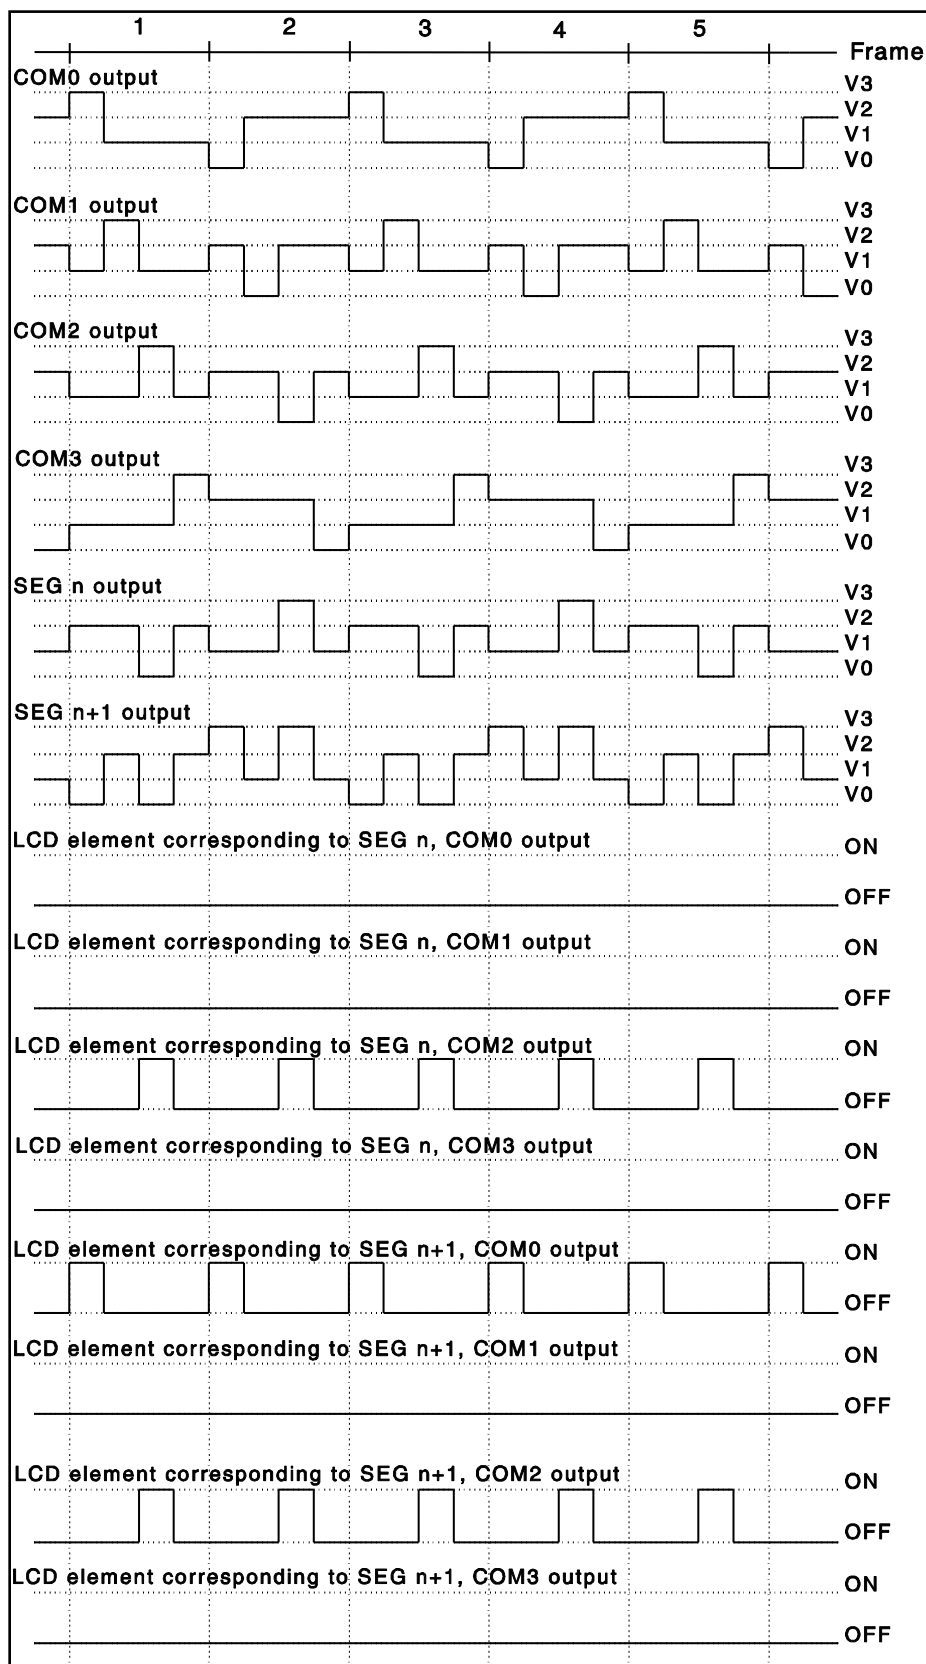 1 2 3 4 5
Frame
COM0 output
V3
V2
V1
V0
COM1 output
V3
V2
V1
V0
COM2 output
V3
V2
V1
V0
COM3 output
V3
V2
V1
V0
SEG n output
V3
V2
V1
V0
SEG n+1 output
V3
V2
V1
V0
LCD element corresponding to SEG n, COM0 output
ON
OFF
LCD element corresponding to SEG n, COM1 output
ON
OFF
LCD element corresponding to SEG n, COM2 output
ON
OFF
LCD element corresponding to SEG n, COM3 output
ON
OFF
LCD element corresponding to SEG n+1, COM0 output
ON
OFF
LCD element corresponding to SEG n+1, COM1 output
ON
OFF
LCD element corresponding to SEG n+1, COM2 output
ON
OFF
LCD element corresponding to SEG n+1, COM3 output
ON
OFF